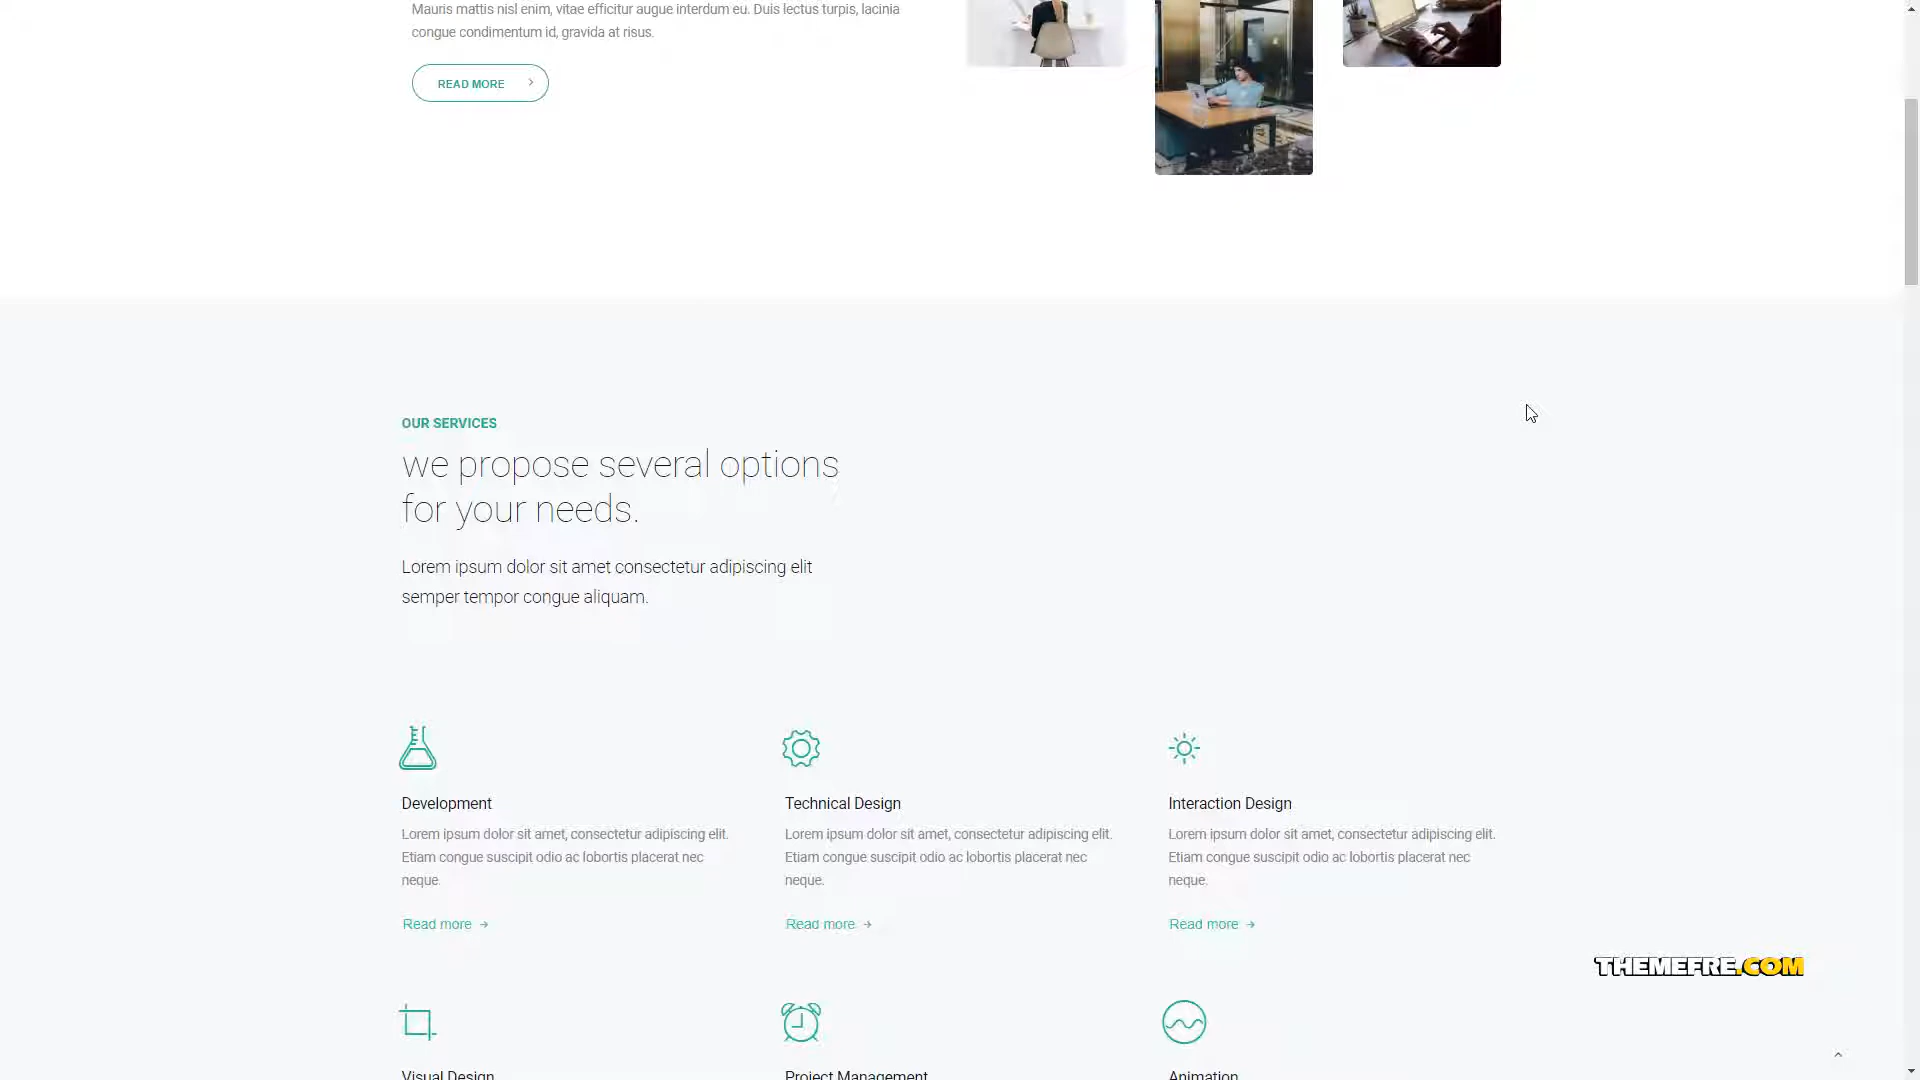 Mauris mattis nisl enim, vitae efficitur augue interdum eu. Duis lectus turpis, lacinia
congue condimentum id, gravida at risus.
READ MORE
OUR SERVICES
we propose several options
for your needs.
Lorem ipsum dolor sit amet consectetur adipiscing elit
semper tempor congue aliquam.
Development
Lorem ipsum dolor sit amet, consectetur adipiscing elit.
Etiam congue suscipit odio ac lobortis placerat nec
neque.
Read more
Technical Design
Lorem ipsum dolor sit amet, consectetur adipiscing elit.
Etiam congue suscipit odio ac lobortis placerat nec
neque.
Read more
Interaction Design
Lorem ipsum dolor sit amet, consectetur adipiscing elit.
Etiam congue suscipit odio ac lobortis placerat nec
neque.
Read more
THEMEFRE.COM
Visual Design
Project Management
Animation